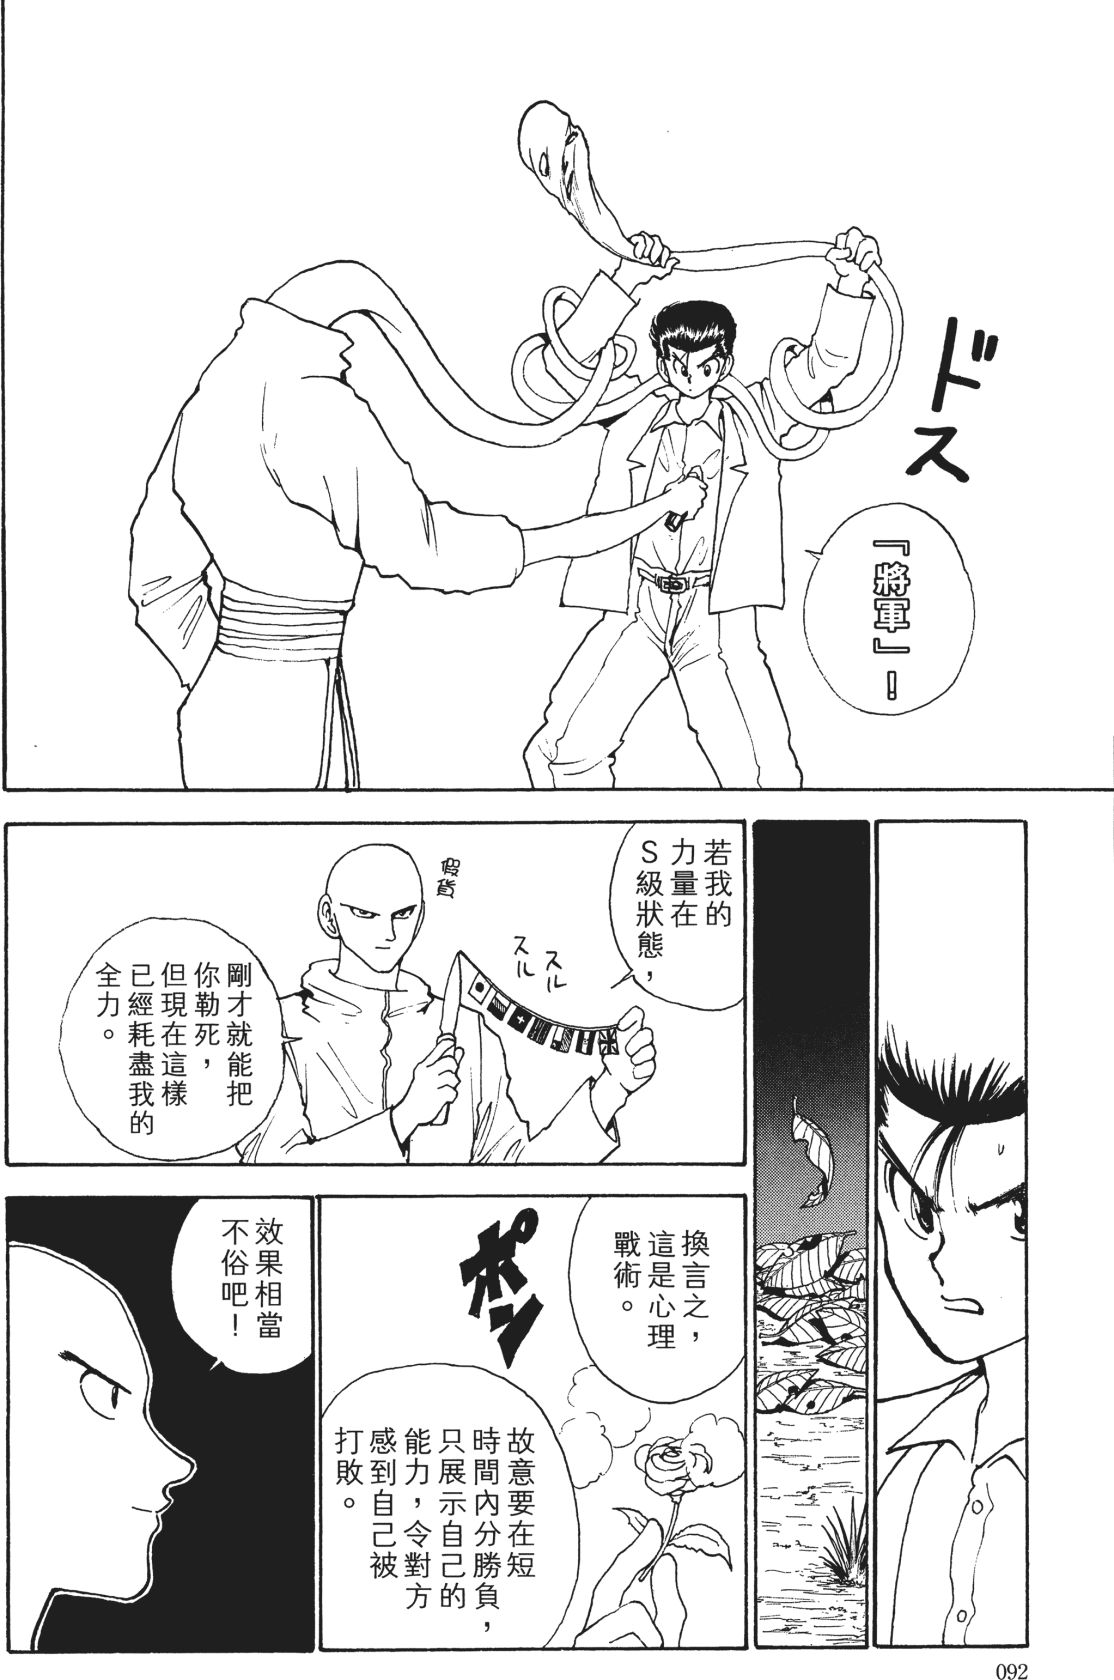 ドス
「將軍」！
若我的
力量在
S級狀態，
假貨
スル
スル
剛才就能把
你勒死，
但現在這樣
已經耗盡我的
全力。
換言之，
這是心理
戰術。
ポン
故意要在短
時間內分勝負，
只展示自己的
能力，令對方
感到自己被
打敗。
效果相當
不俗吧！
092